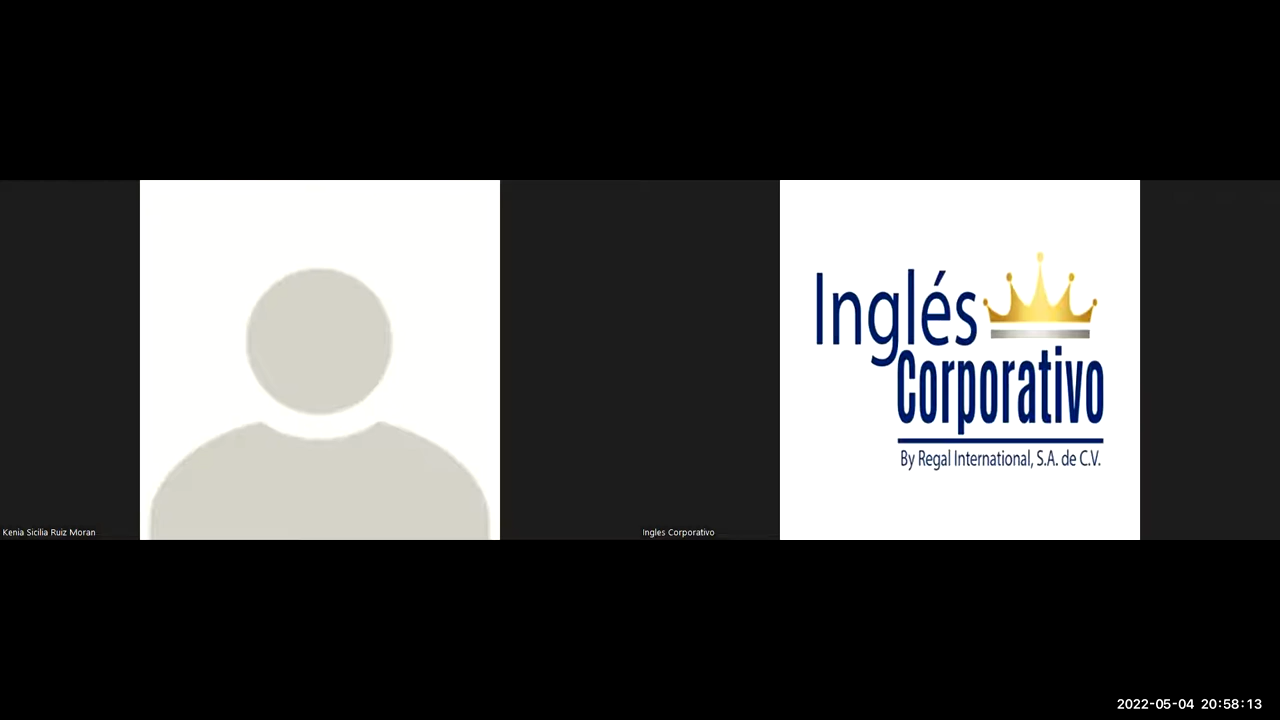 Inglés
Corporativo
By Regal International, S.A. de C.V.
Kenia Sicilia Ruiz Moran
Ingles Corporativo
2022-05-04 20:58:13